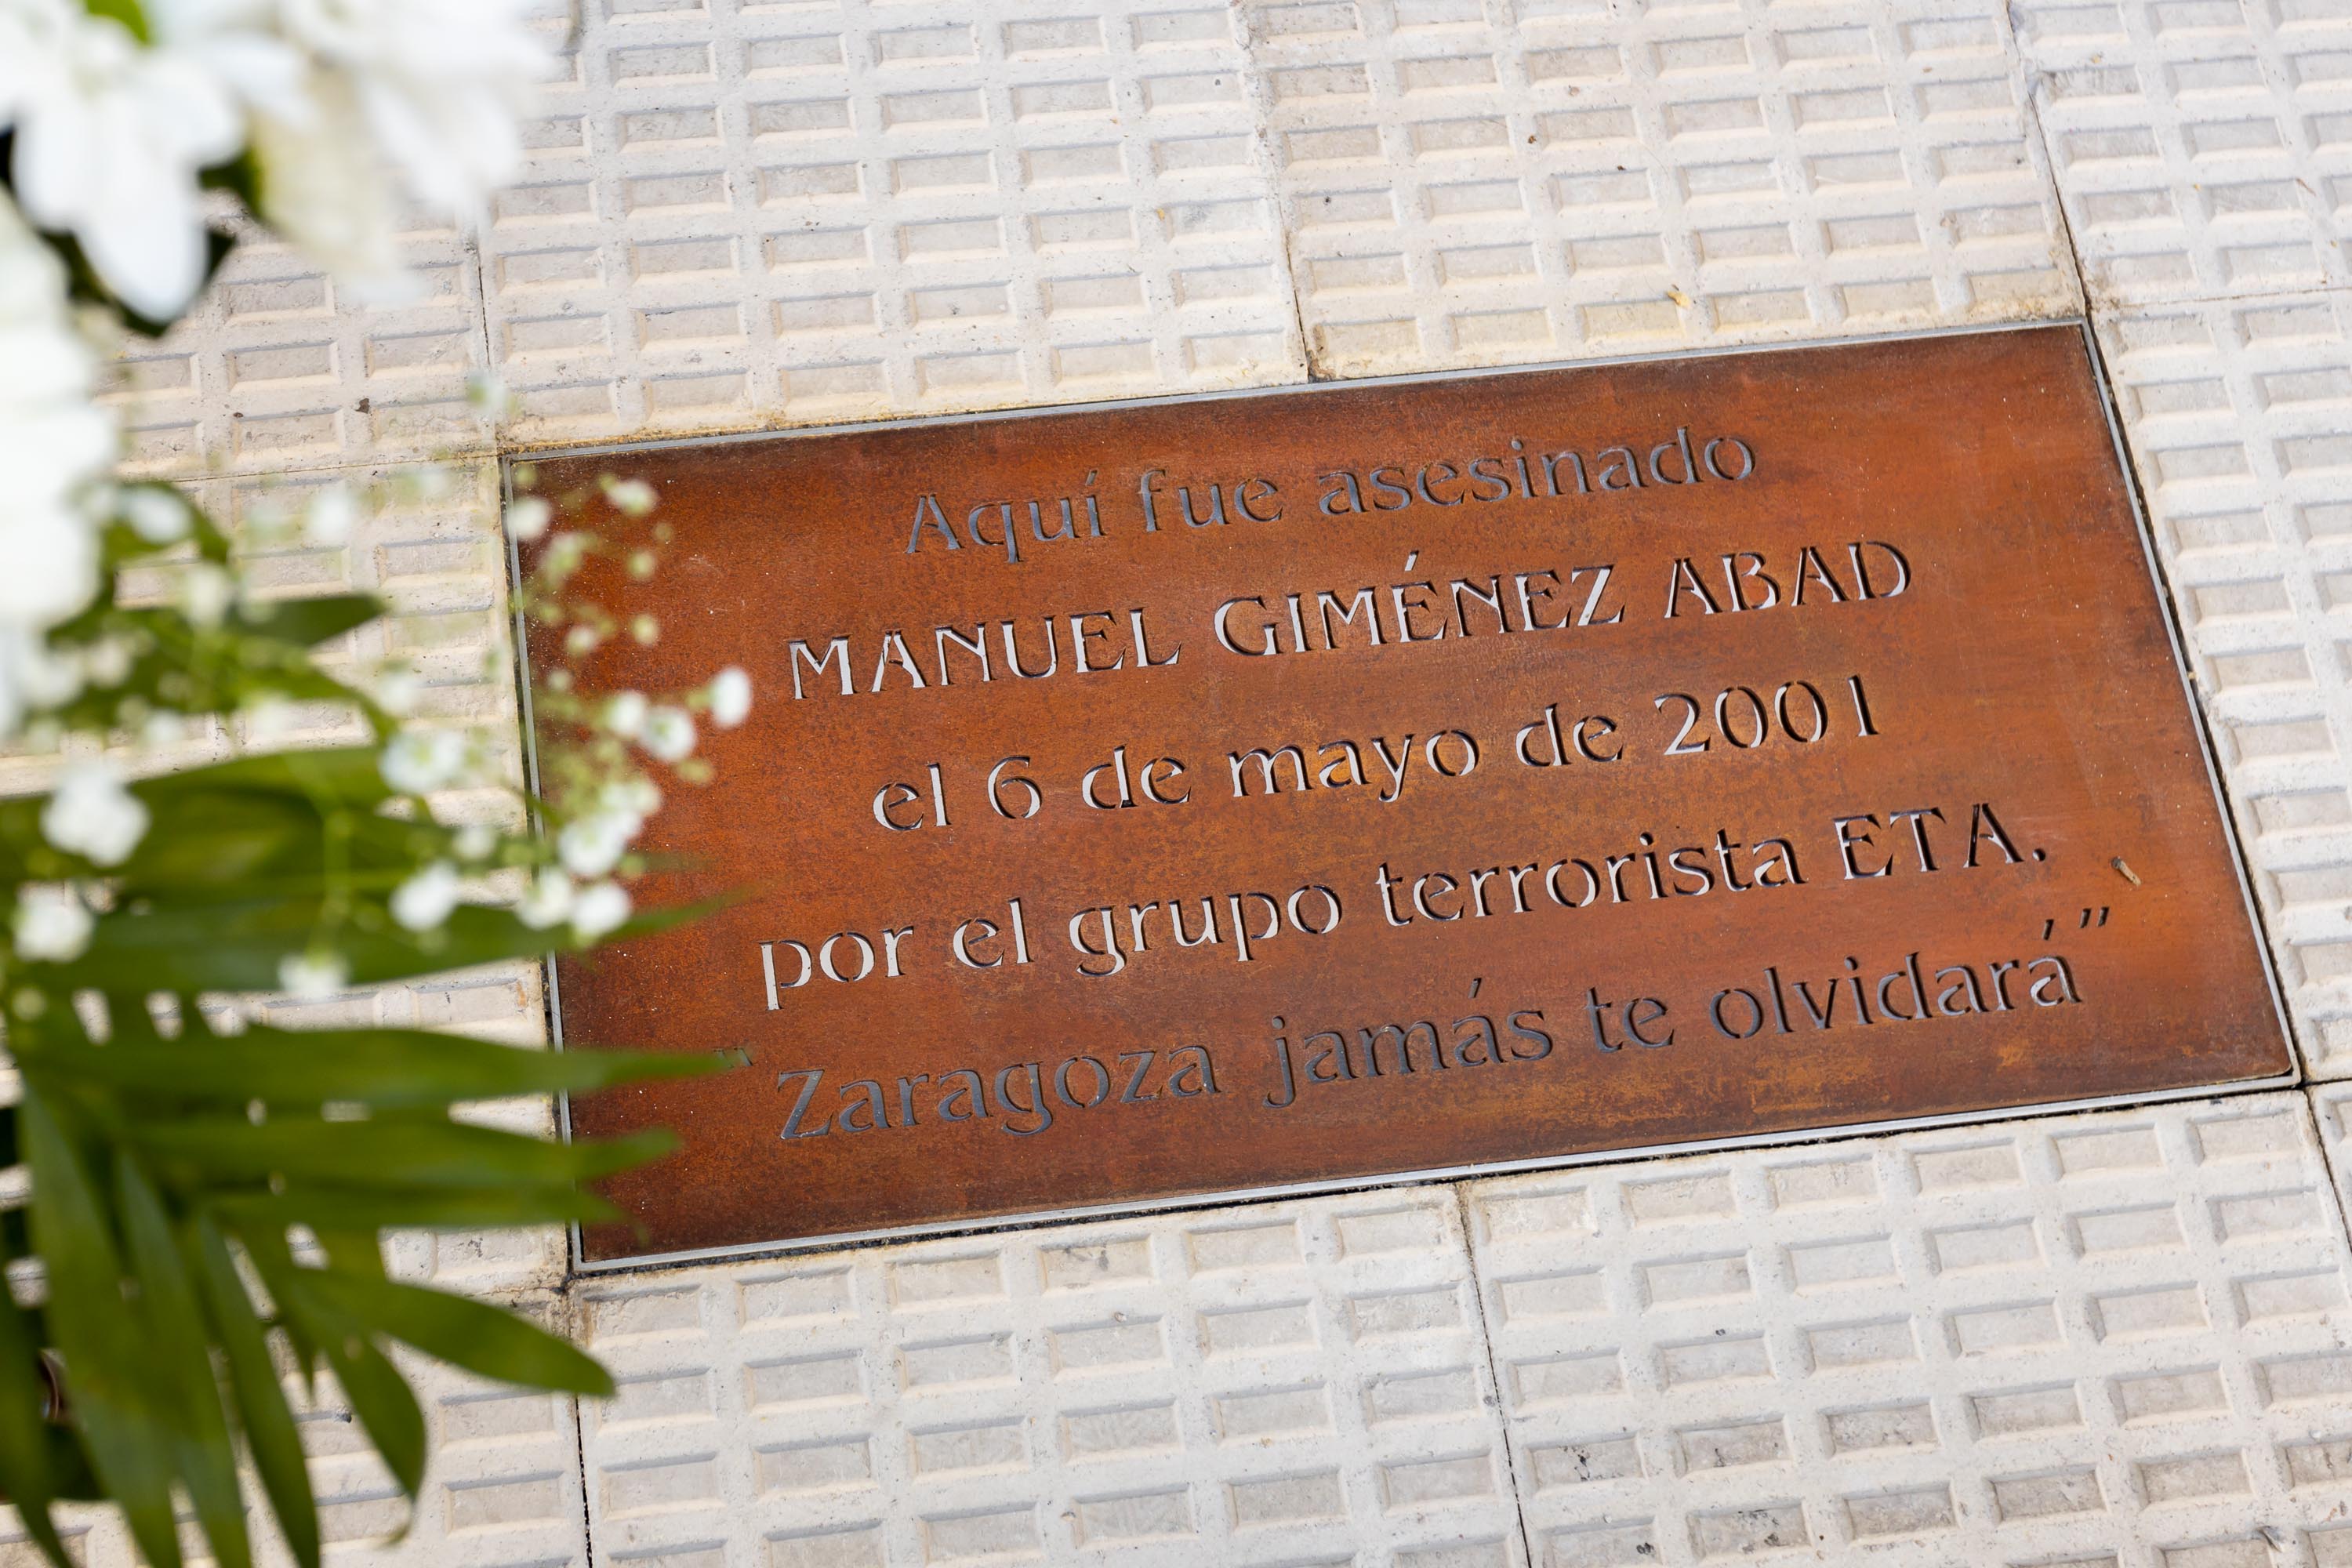 Aquí fue asesinado
MANUEL GIMÉNEZ ABAD
el 6 de mayo de 2001
por el grupo terrorista ETA.
"Zaragoza jamás te olvidará"